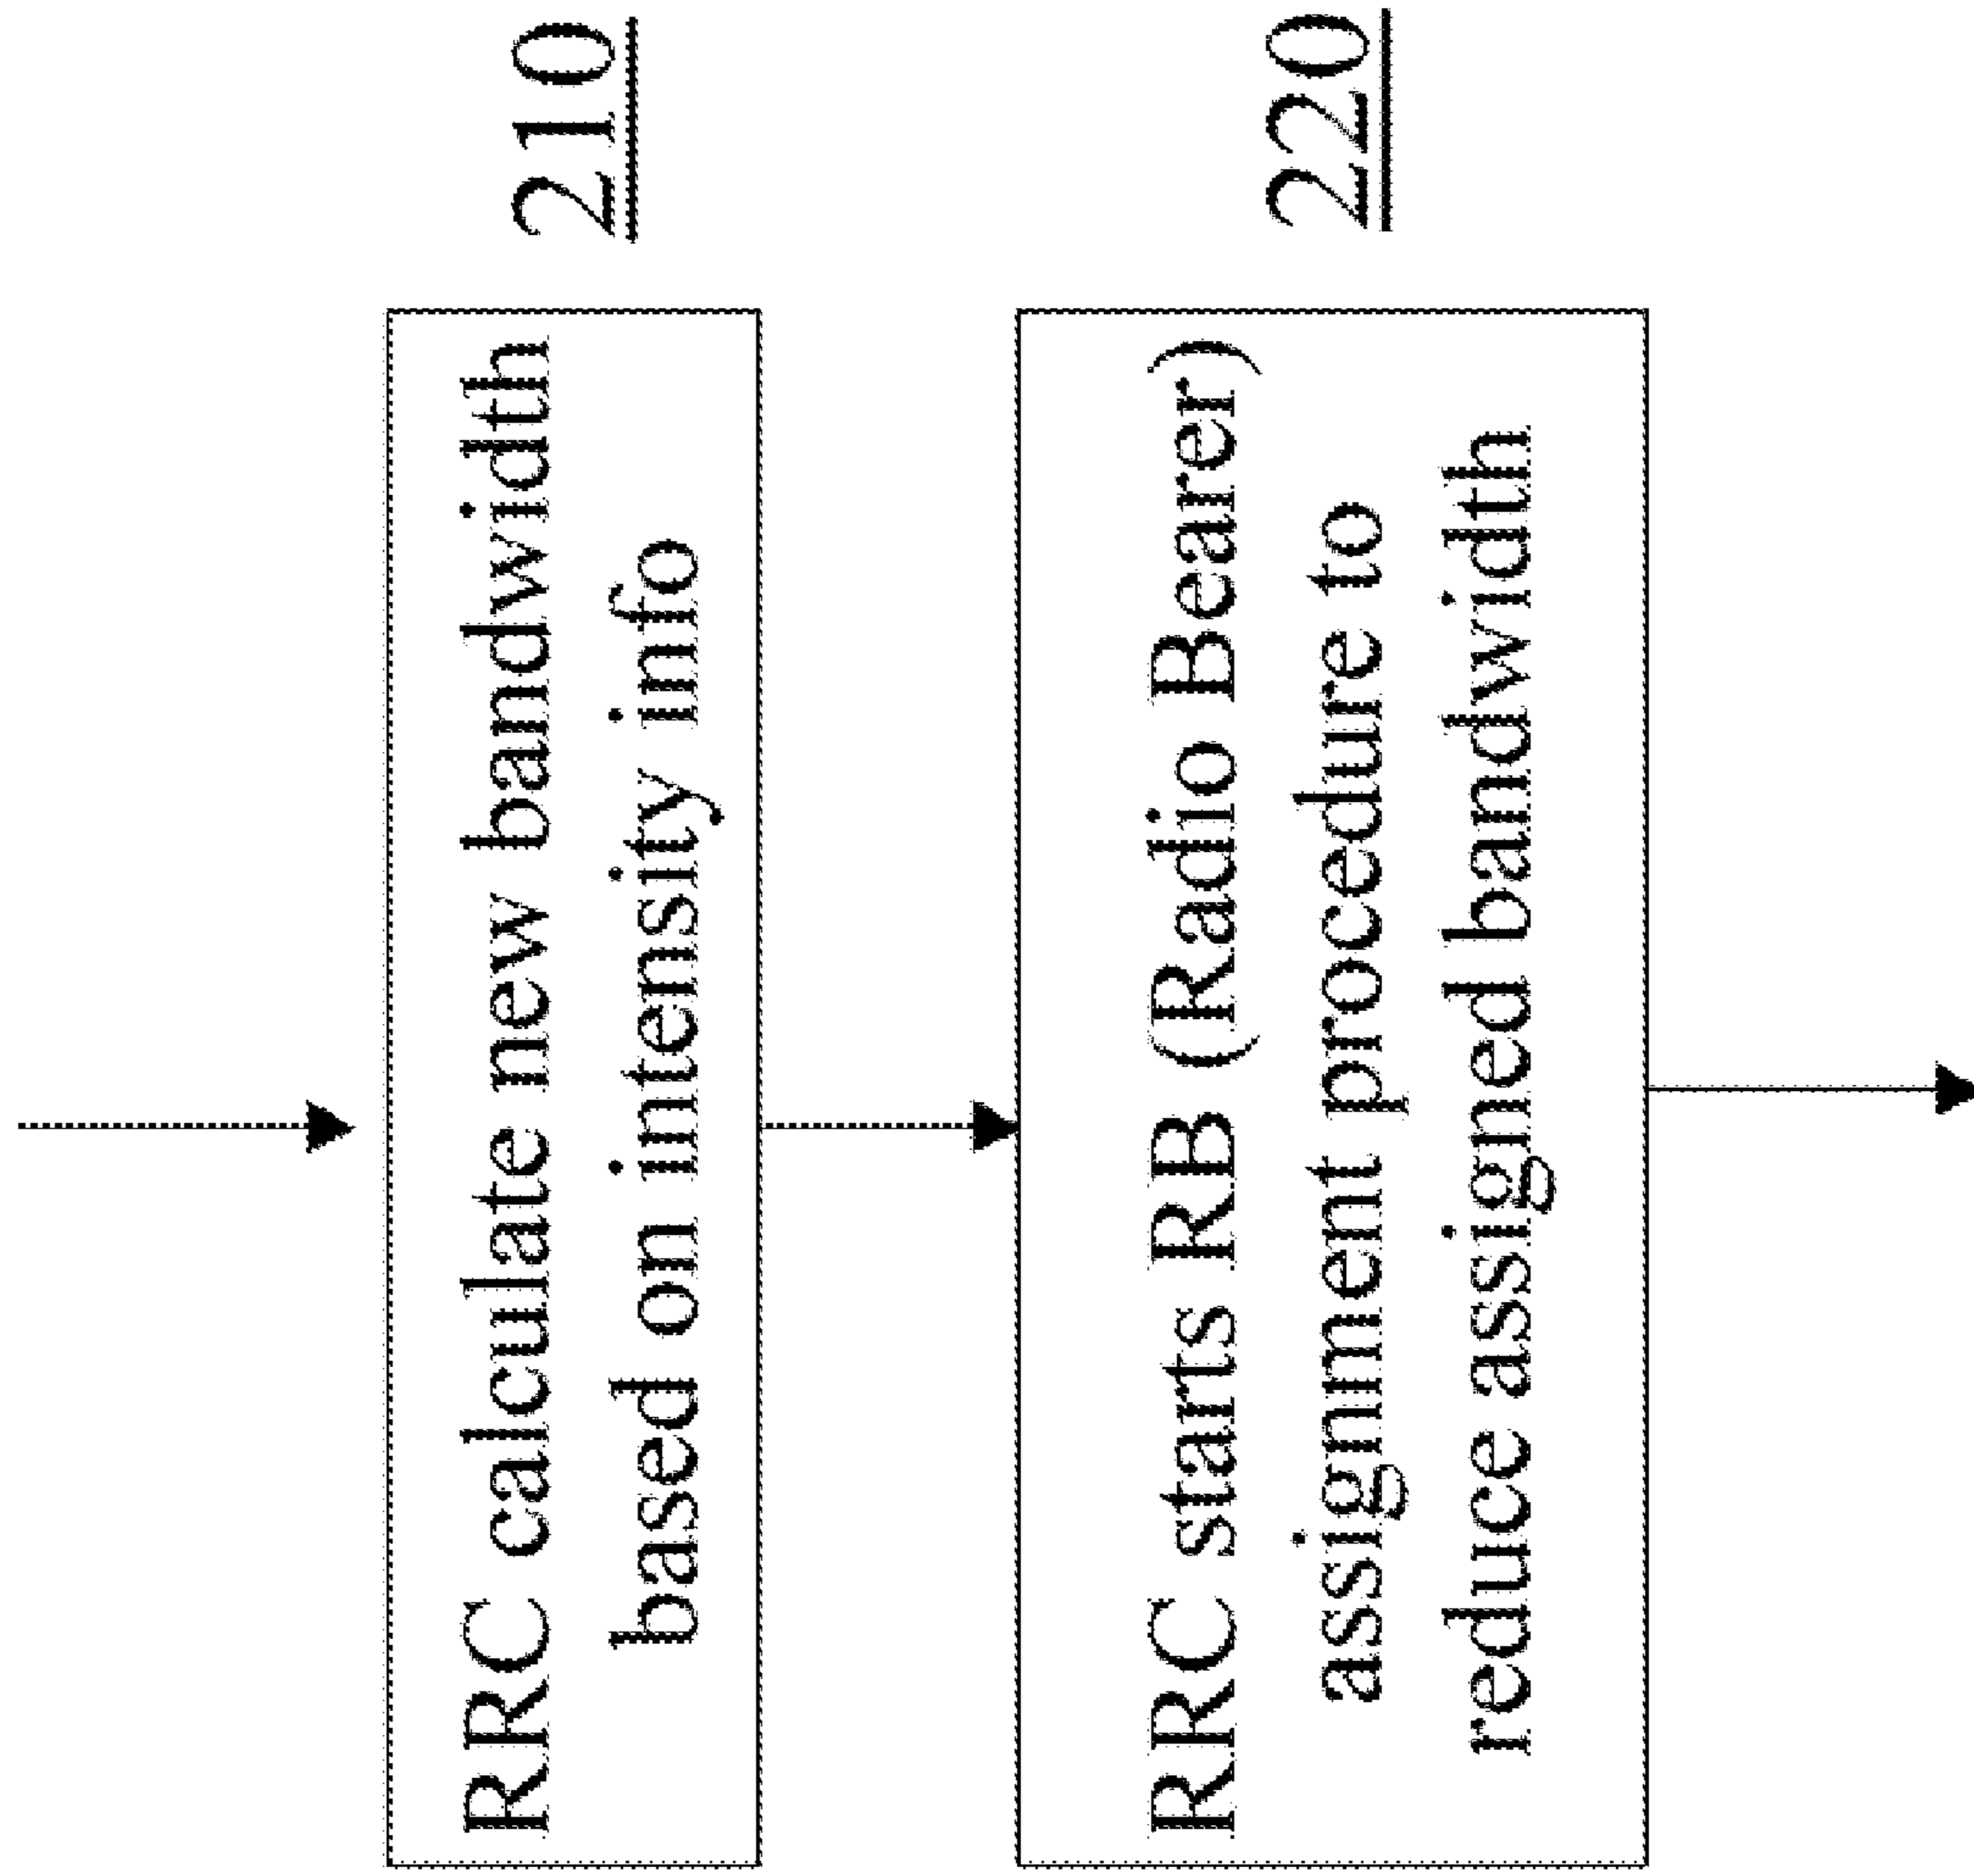 RRC calculate new bandwidth
based on intensity info
210
RRC starts RB (Radio Bearer)
assignment procedure to
reduce assigned bandwidth
220